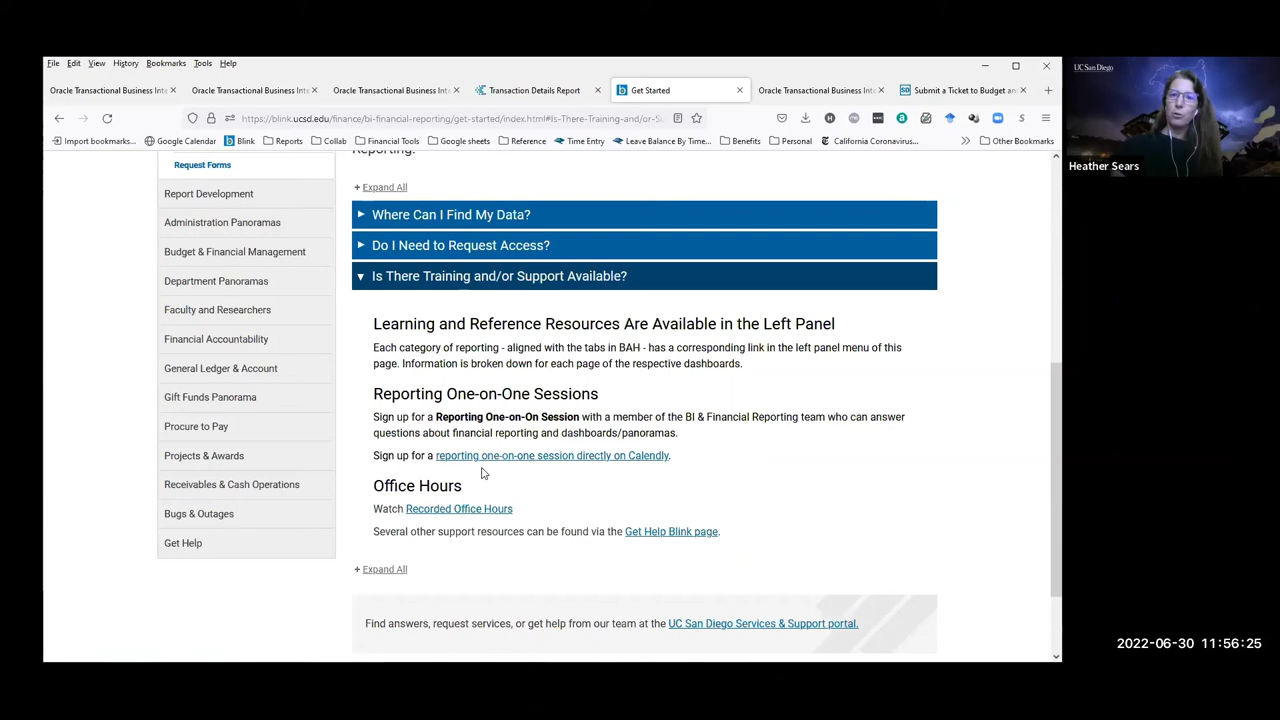 File Edit View History Bookmarks Tools Help
Oracle Transactional Business Inte
Oracle Transactional Business Inte
Oracle Transactional Business Inte
Transaction Details Report
Get Started
Oracle Transactional Business Inte
Submit a Ticket to Budget an
https://blink.ucsd.edu/finance/bi-financial-reporting/get-started/index.html#Is-There-Training-and/or-Su
Import bookmarks... Google Calendar Blink Reports Collab Financial Tools Google sheets Reference Time Entry Leave Balance By Time... Benefits Personal California Coronavirus... Other Bookmarks
UC San Diego
Heather Sears
Reporting.
Request Forms
Report Development
Administration Panoramas
Budget & Financial Management
Department Panoramas
Faculty and Researchers
Financial Accountability
General Ledger & Account
Gift Funds Panorama
Procure to Pay
Projects & Awards
Receivables & Cash Operations
Bugs & Outages
Get Help
+ Expand All
Where Can I Find My Data?
Do I Need to Request Access?
Is There Training and/or Support Available?
Learning and Reference Resources Are Available in the Left Panel
Each category of reporting - aligned with the tabs in BAH - has a corresponding link in the left panel menu of this
page. Information is broken down for each page of the respective dashboards.
Reporting One-on-One Sessions
Sign up for a Reporting One-on-On Session with a member of the BI & Financial Reporting team who can answer
questions about financial reporting and dashboards/panoramas.
Sign up for a reporting one-on-one session directly on Calendly.
Office Hours
Watch Recorded Office Hours
Several other support resources can be found via the Get Help Blink page.
+ Expand All
Find answers, request services, or get help from our team at the UC San Diego Services & Support portal.
2022-06-30 11:56:25